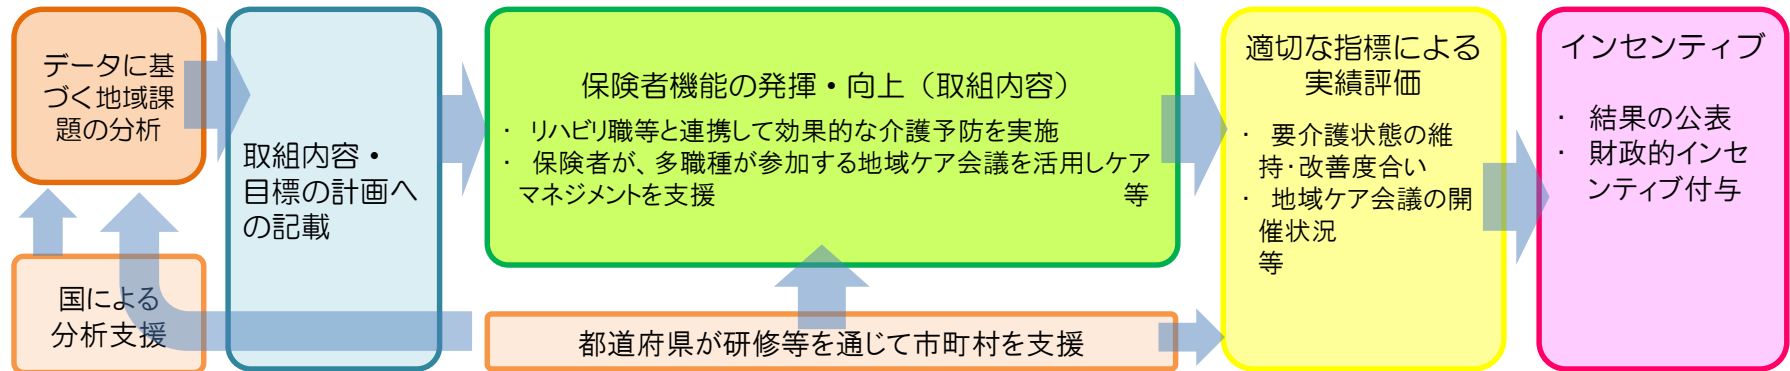 データに基
づく地域課
題の分析
国による
分析支援
取組内容・
目標の計画へ
の記載
保険者機能の発揮・向上（取組内容）
・ リハビリ職等と連携して効果的な介護予防を実施
・ 保険者が、多職種が参加する地域ケア会議を活用しケア
マネジメントを支援 等
都道府県が研修等を通じて市町村を支援
適切な指標による
実績評価
・ 要介護状態の維
持・改善度合い
・ 地域ケア会議の開
催状況
等
インセンティブ
・ 結果の公表
・ 財政的インセ
ンティブ付与